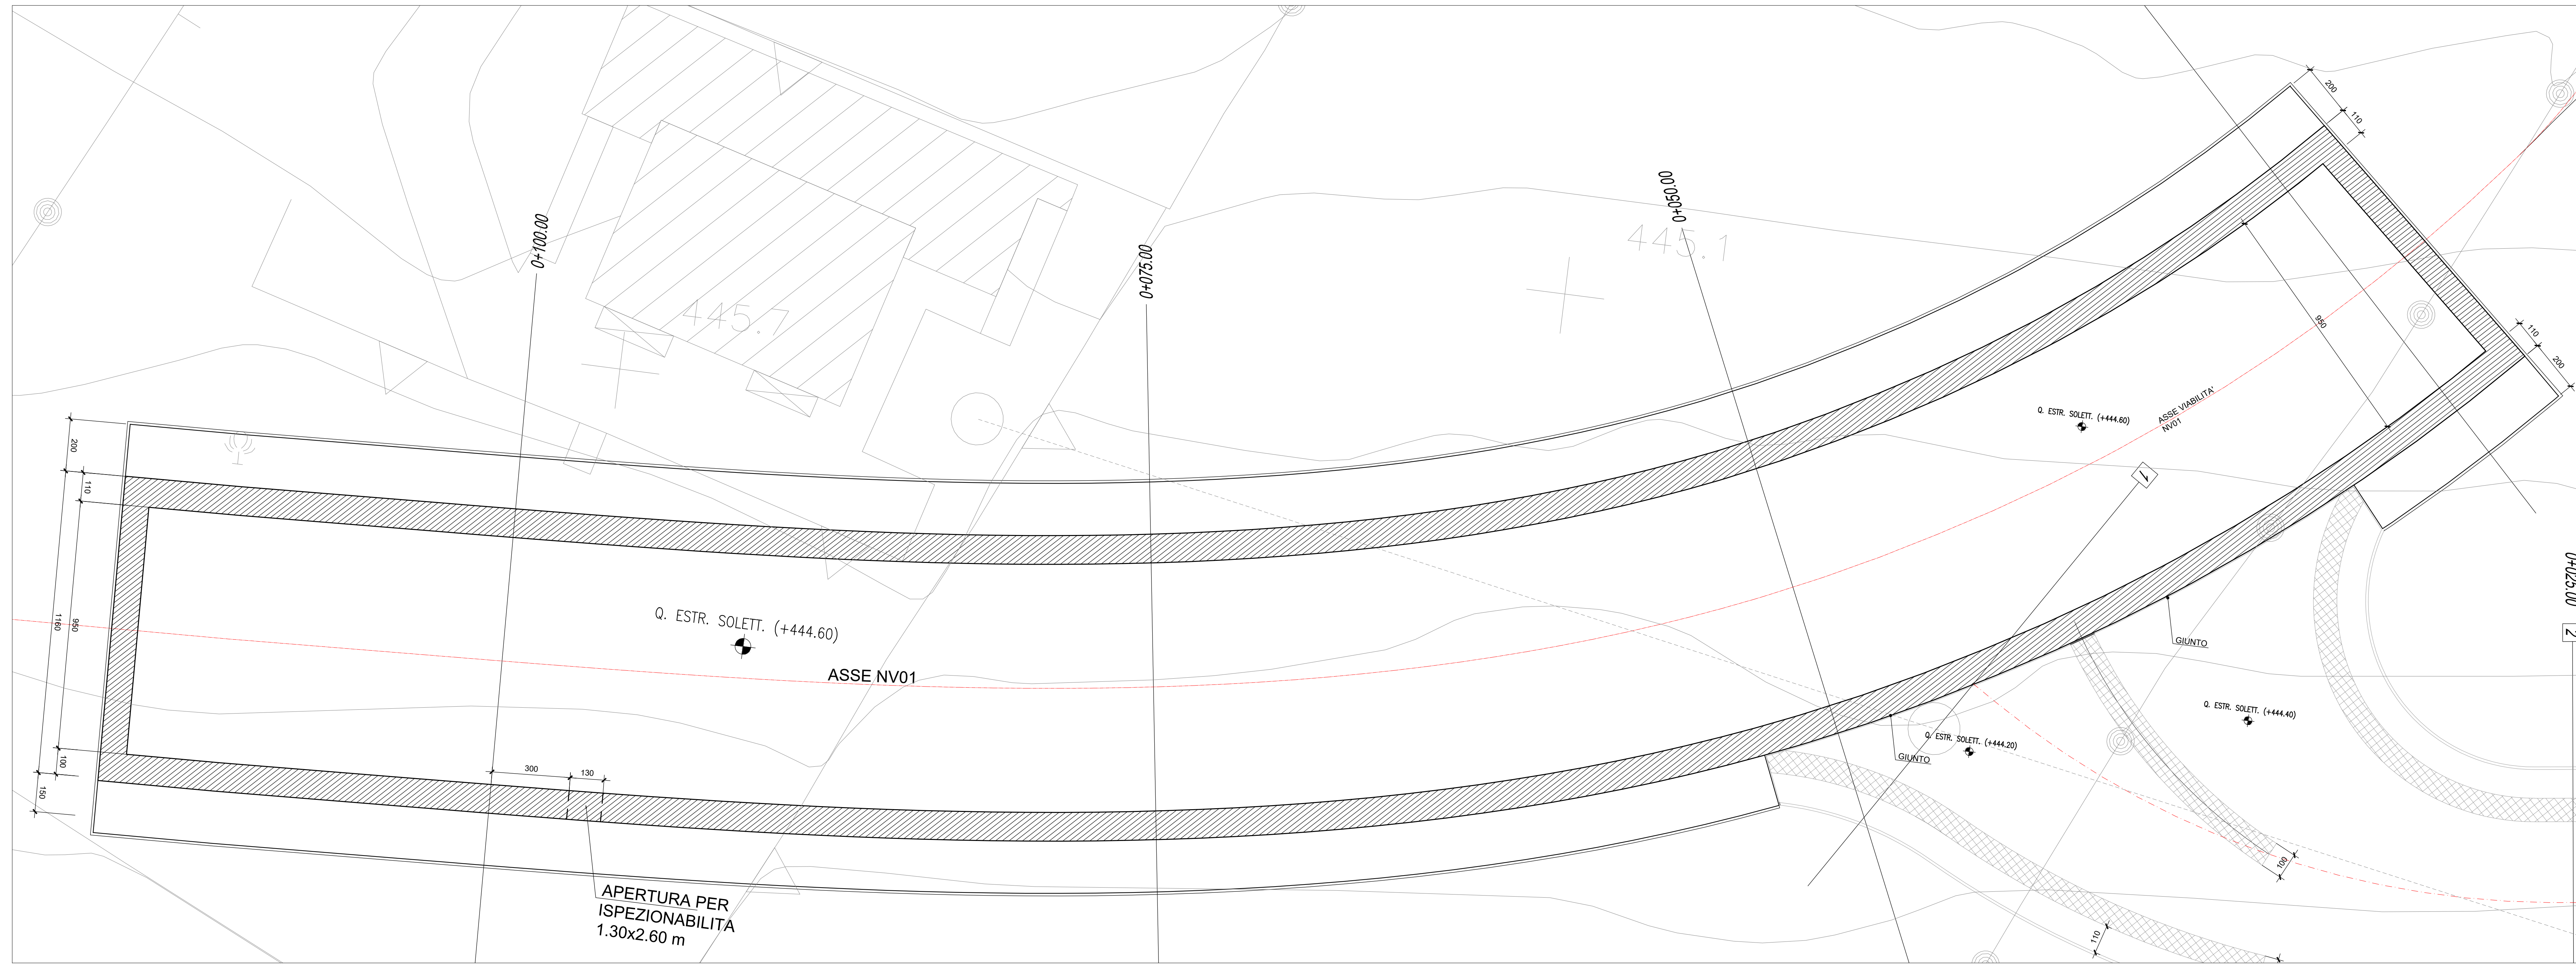 200
110
0+050.00
0+100.00
445.1
0+075.00
445.7
950
110
200
ASSE VIABILITA'
NV01
Q. ESTR. SOLETT. (+444.60)
200
110
1
0+025.00
950
1160
Q. ESTR. SOLETT. (+444.60)
2
GIUNTO
ASSE NV01
Q. ESTR. SOLETT. (+444.40)
Q. ESTR. SOLETT. (+444.20)
GIUNTO
100
150
300
130
100
APERTURA PER
ISPEZIONABILITA
1.30x2.60 m
110